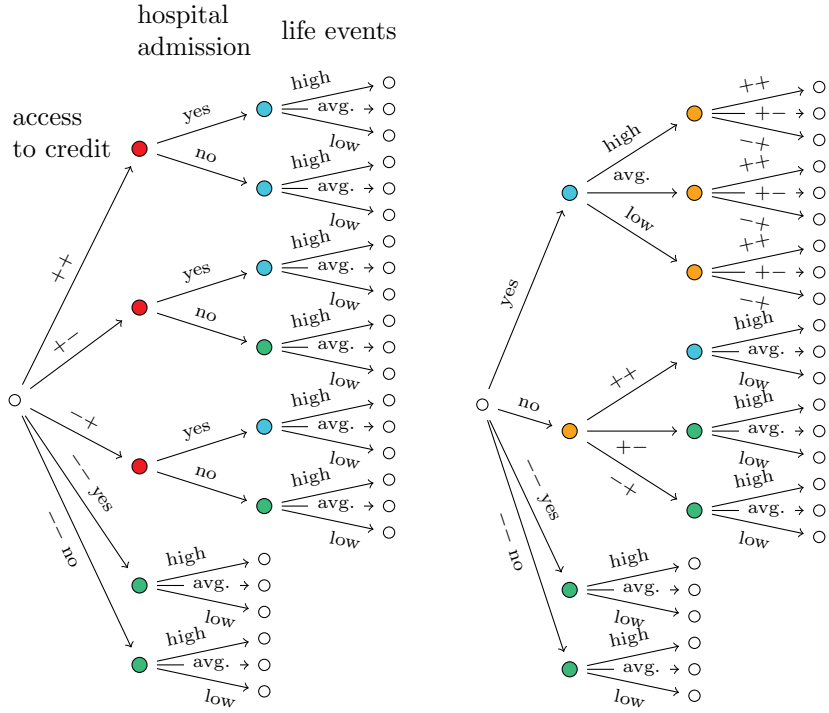 hospital
admission
life events
access
to credit
high
yes
avg.
low
no
high
avg.
low
++
high
yes
avg.
low
no
high
avg.
low
+−
high
yes
avg.
low
−+
no
high
avg.
low
−− yes
high
avg.
low
−− no
high
avg.
low
++
+−
−+
high
++
avg.
+−
−+
low
++
+−
−+
yes
high
avg.
low
++
no
high
avg.
low
+−
high
−+
avg.
low
−− yes
high
avg.
low
−− no
high
avg.
low